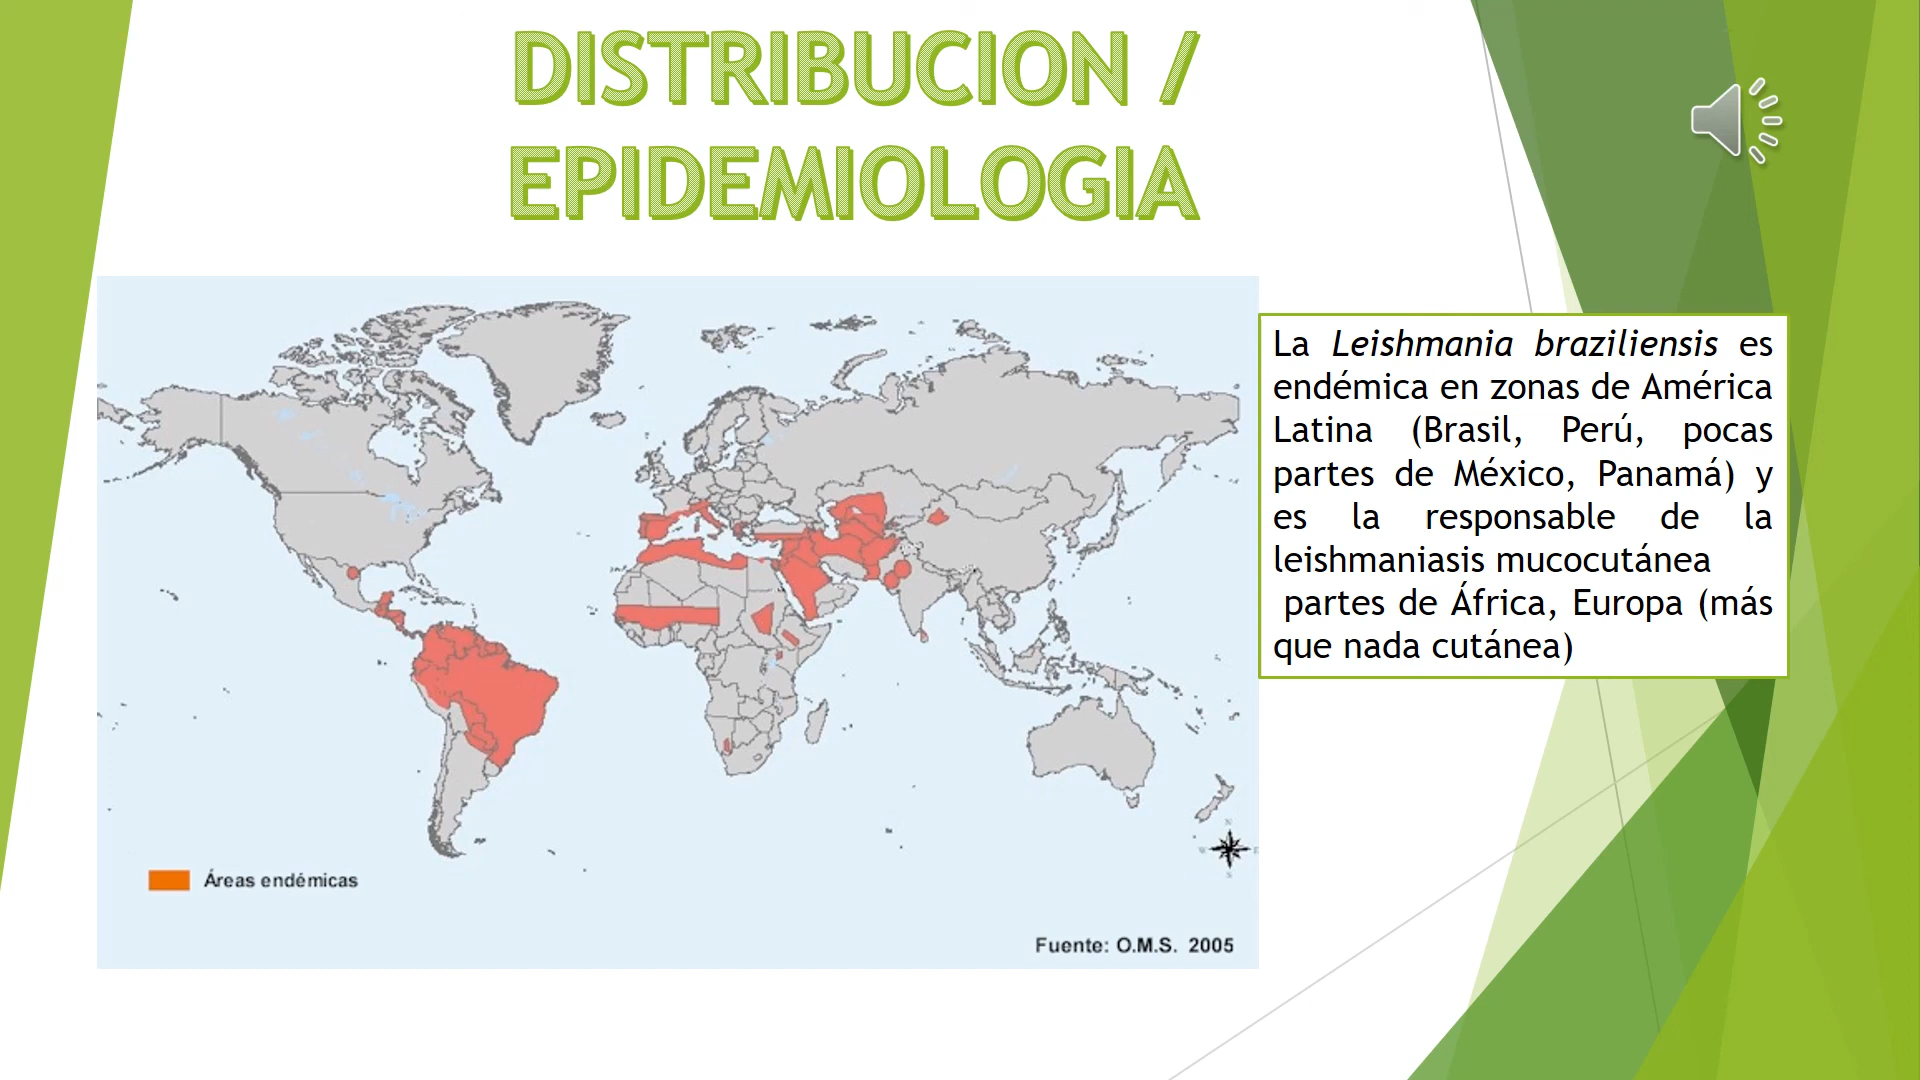 DISTRIBUCION /
EPIDEMIOLOGIA
La Leishmania braziliensis es
endémica en zonas de América
Latina (Brasil, Perú, pocas
partes de México, Panamá) y
es la responsable de la
leishmaniasis mucocutánea
partes de África, Europa (más
que nada cutánea)
N
W E
S
Áreas endémicas
Fuente: O.M.S. 2005